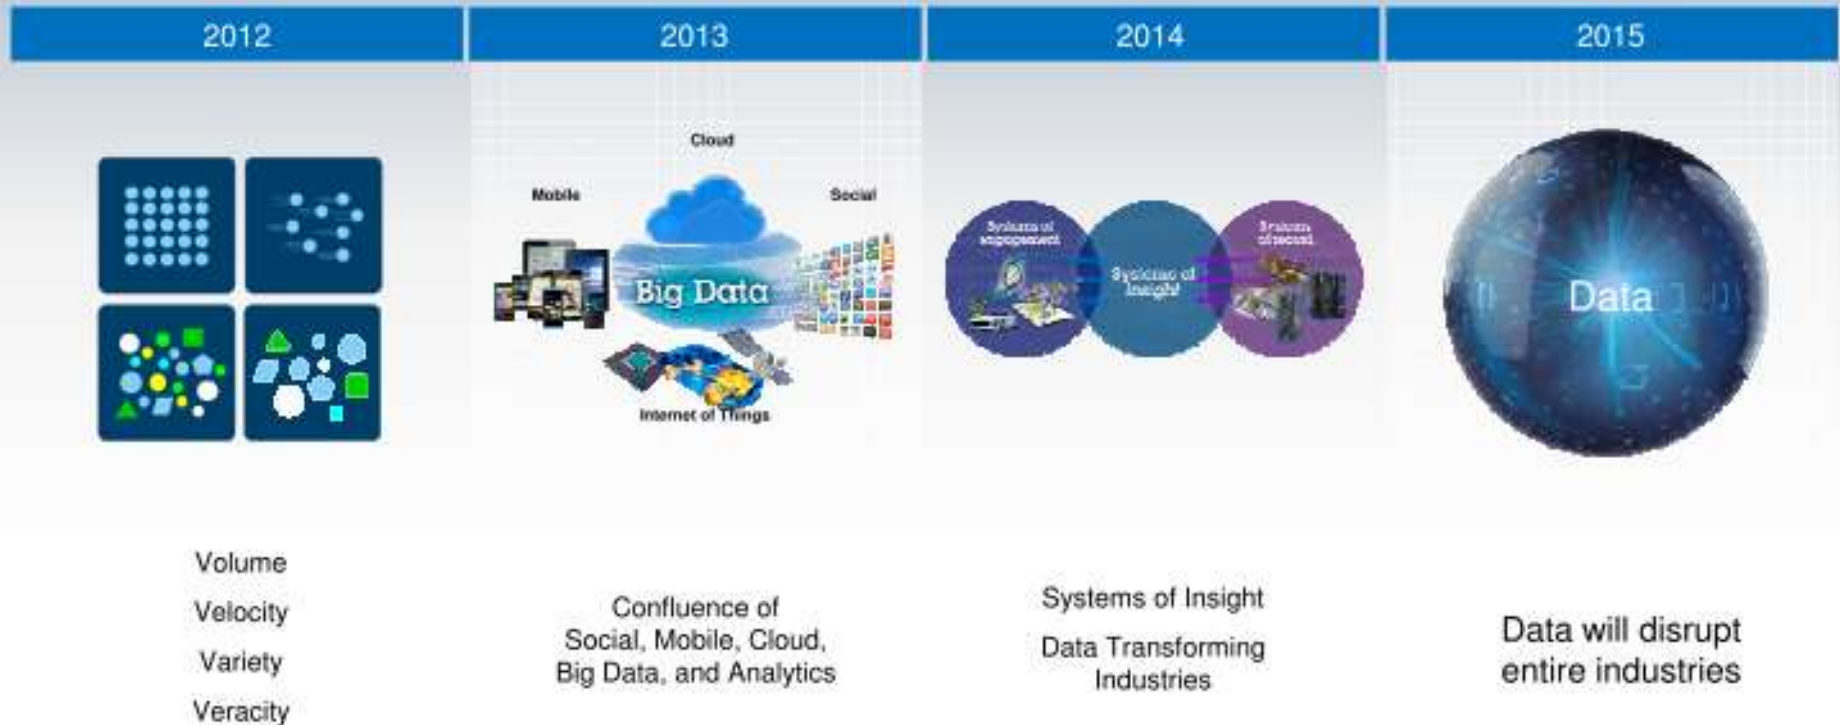 2012
2013
2014
2015
Cloud
Mobile
Social
Big Data
Internet of Things
Systems of
engagement
Systems of
Insight
Systems
of record
Data
Volume
Velocity
Variety
Veracity
Confluence of
Social, Mobile, Cloud,
Big Data, and Analytics
Systems of Insight
Data Transforming
Industries
Data will disrupt
entire industries